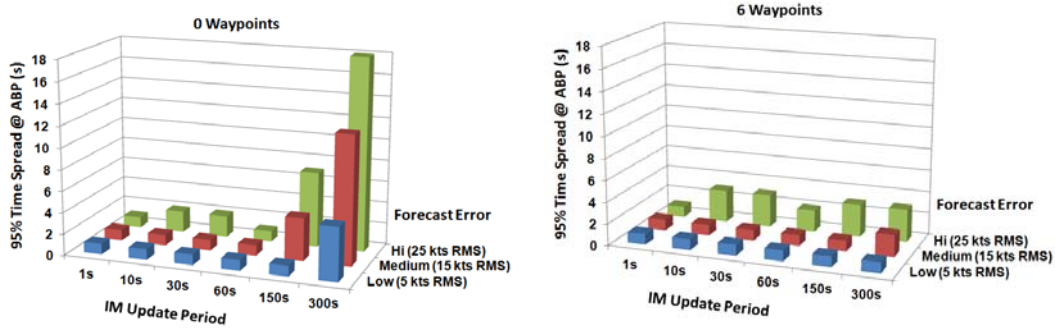 0 Waypoints
95% Time Spread @ ABP (s)
18
16
14
12
10
8
6
4
2
0
1s
10s
30s
60s
150s
300s
IM Update Period
Forecast Error
Hi (25 kts RMS)
Medium (15 kts RMS)
Low (5 kts RMS)
6 Waypoints
95% Time Spread @ ABP (s)
18
16
14
12
10
8
6
4
2
0
1s
10s
30s
60s
150s
300s
IM Update Period
Forecast Error
Hi (25 kts RMS)
Medium (15 kts RMS)
Low (5 kts RMS)